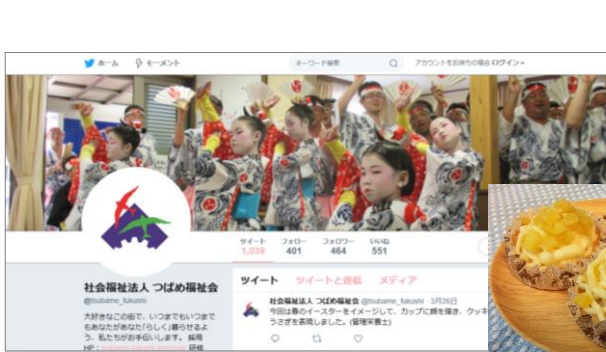 ホーム モーメント キーワード検索 アカウントをお持ちの場合 ログイン
ツイート フォロー フォロワー いいね
1,039 401 464 551
社会福祉法人 つばめ福祉会
@tsubame_fukushi
大好きなこの街で、いつまでもいつまで
もあなたがあなた「らしく」暮らせるよ
う、私たちがお手伝いします。 採用
HP：
研修
ツイート ツイートと返信 メディア
社会福祉法人 つばめ福祉会 @tsubame_fukushi · 3月26日
今回は春のイースターをイメージして、カップに顔を描き、クッキ
うさぎを表現しました。(管理栄養士)